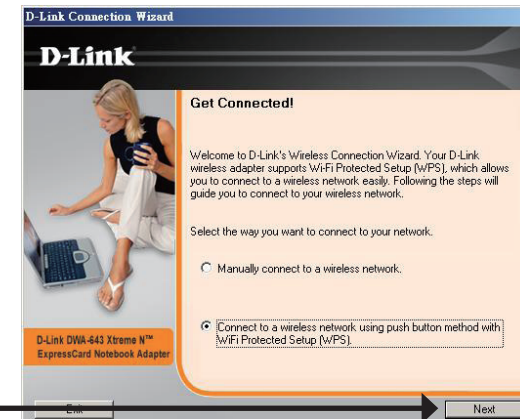 D-Link Connection Wizard
D-Link
Get Connected!
Welcome to D-Link's Wireless Connection Wizard. Your D-Link
wireless adapter supports Wi-Fi Protected Setup (WPS), which allows
you to connect to a wireless network easily. Following the steps will
guide you to connect to your wireless network.
Select the way you want to connect to your network.
Manually connect to a wireless network.
Connect to a wireless network using push button method with
WiFi Protected Setup (WPS).
D-Link DWA-643 Xtreme N™
ExpressCard Notebook Adapter
Exit
Next